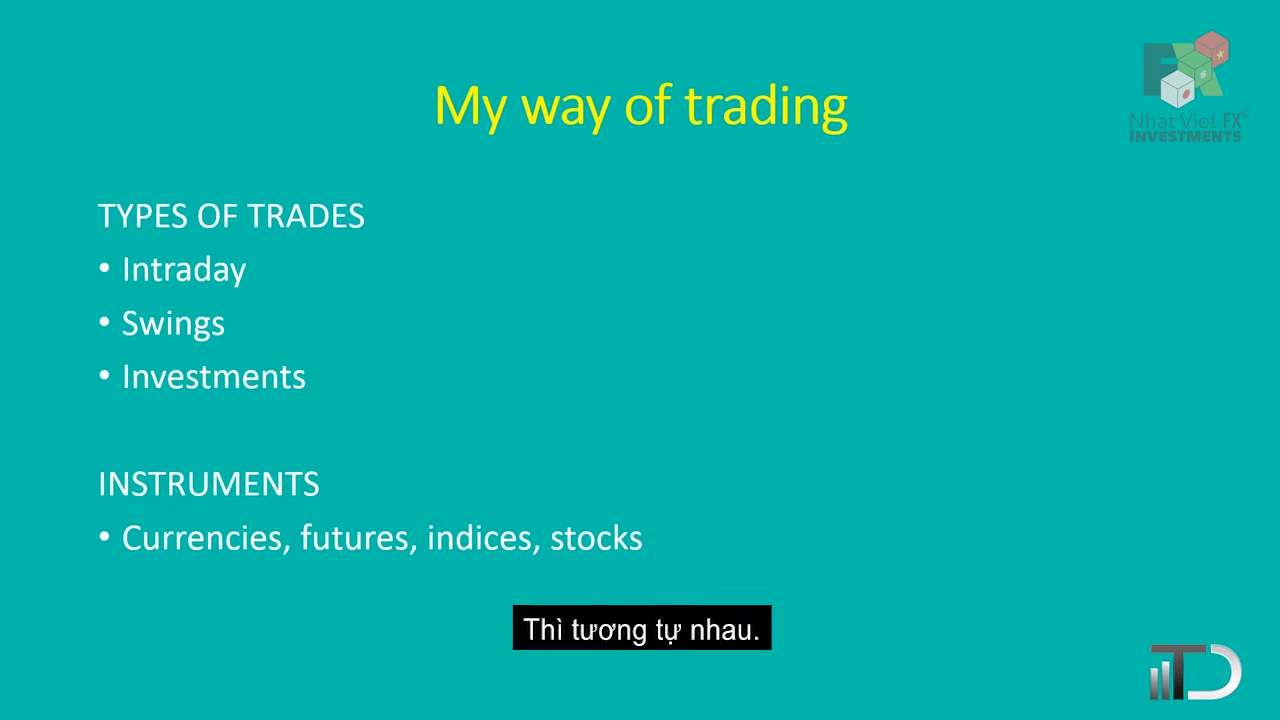 My way of trading
Nhat Viet FX®
INVESTMENTS
TYPES OF TRADES
• Intraday
• Swings
• Investments
INSTRUMENTS
• Currencies, futures, indices, stocks
Thì tương tự nhau.
TD